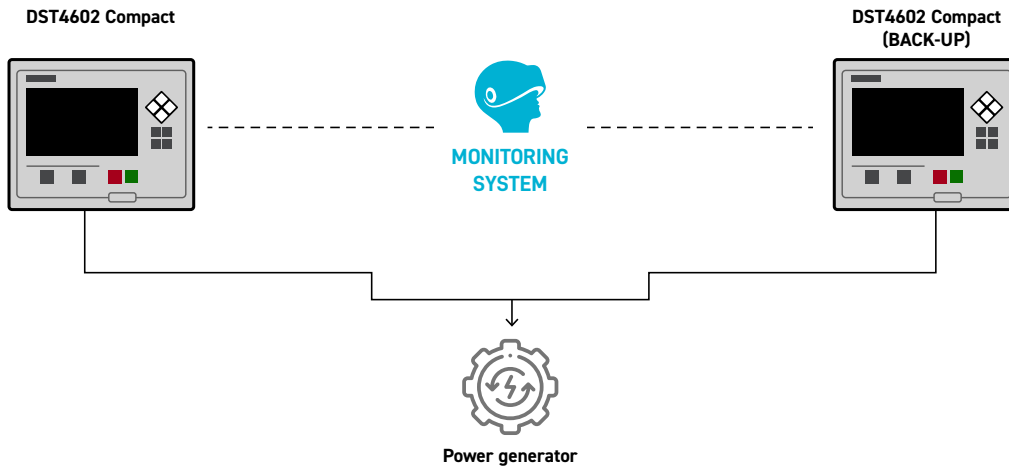 DST4602 Compact
DST4602 Compact
(BACK-UP)
MONITORING
SYSTEM
Power generator